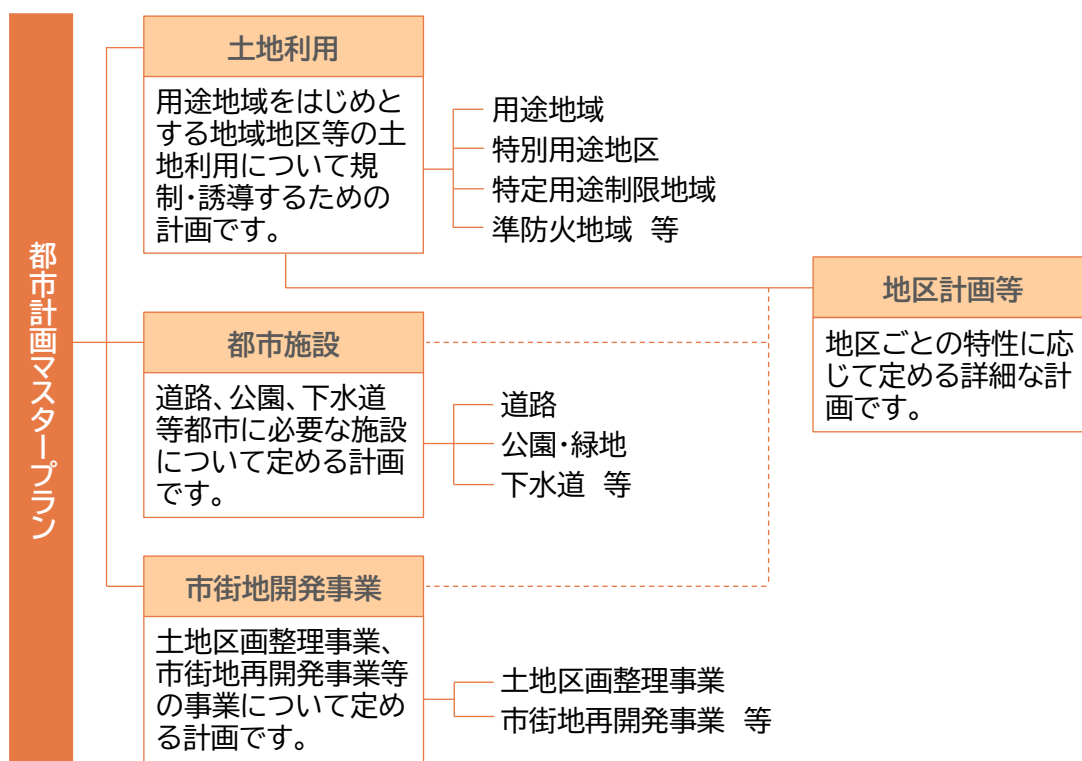 都市計画マスタープラン
土地利用
用途地域をはじめと
する地域地区等の土
地利用について規
制・誘導するための
計画です。
用途地域
特別用途地区
特定用途制限地域
準防火地域 等
都市施設
道路、公園、下水道
等都市に必要な施設
について定める計画
です。
道路
公園・緑地
下水道 等
市街地開発事業
土地区画整理事業、
市街地再開発事業等
の事業について定め
る計画です。
土地区画整理事業
市街地再開発事業 等
地区計画等
地区ごとの特性に応
じて定める詳細な計
画です。